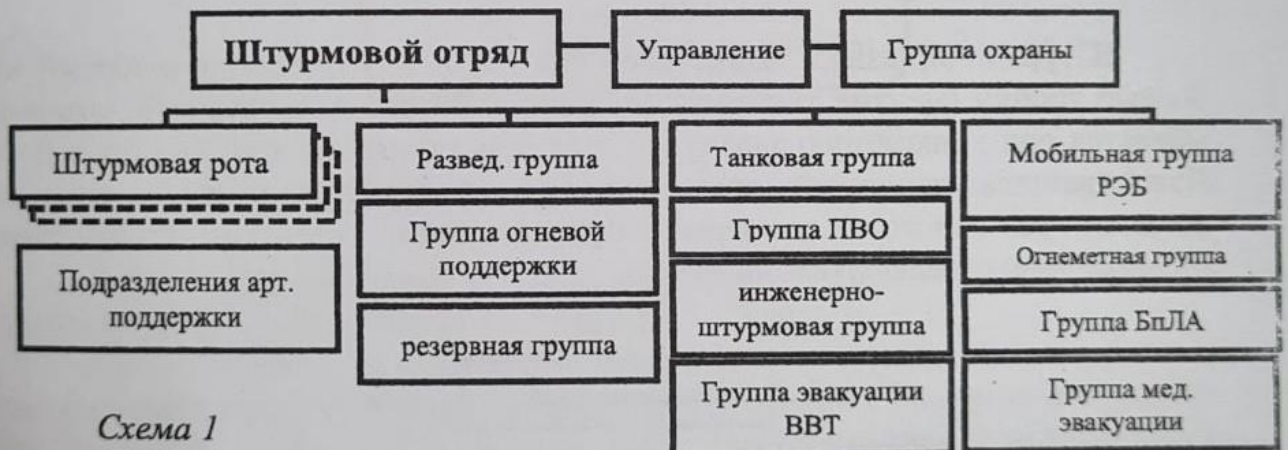 Штурмовой отряд
Управление
Группа охраны
Штурмовая рота
Подразделения арт.
поддержки
Развед. группа
Группа огневой
поддержки
резервная группа
Танковая группа
Группа ПВО
инженерно-
штурмовая группа
Группа эвакуации
ВВТ
Мобильная группа
РЭБ
Огнеметная группа
Группа БпЛА
Группа мед.
эвакуации
Схема 1